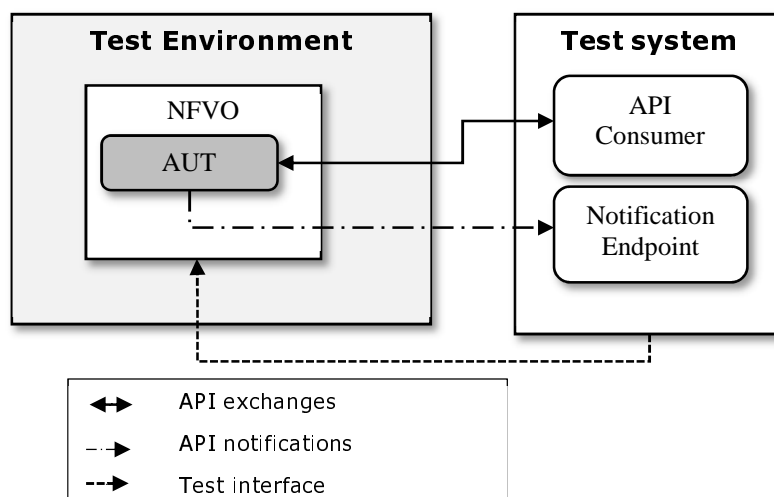 Test Environment
Test system
NFVO
AUT
API
Consumer
Notification
Endpoint
API exchanges
API notifications
Test interface